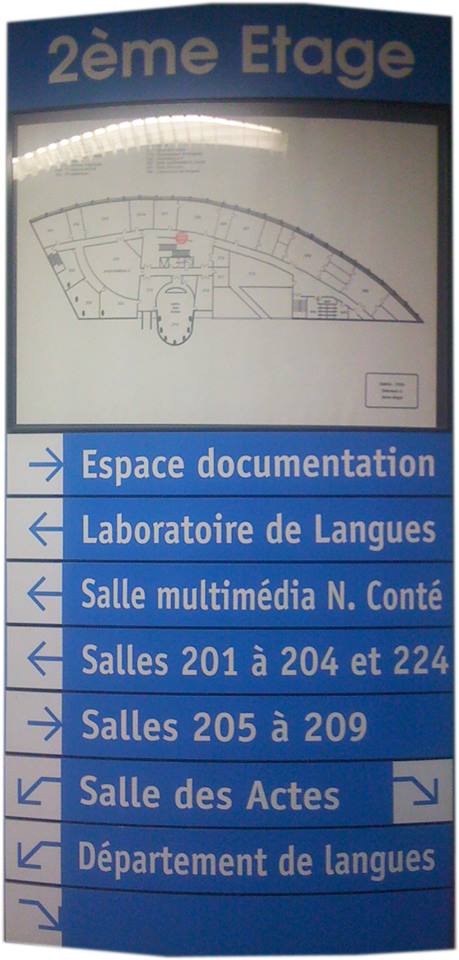 2ème Etage
Espace documentation
Laboratoire de Langues
Salle multimédia N. Conté
Salles 201 à 204 et 224
Salles 205 à 209
Salle des Actes
Département de langues